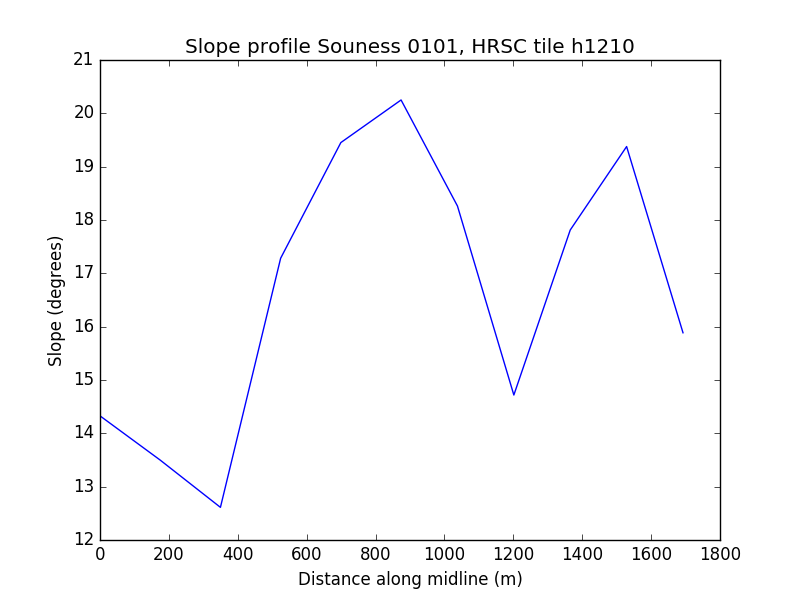 Slope profile Souness 0101, HRSC tile h1210
21
20
19
18
17
16
15
14
13
12
Slope (degrees)
0 200 400 600 800 1000 1200 1400 1600 1800
Distance along midline (m)